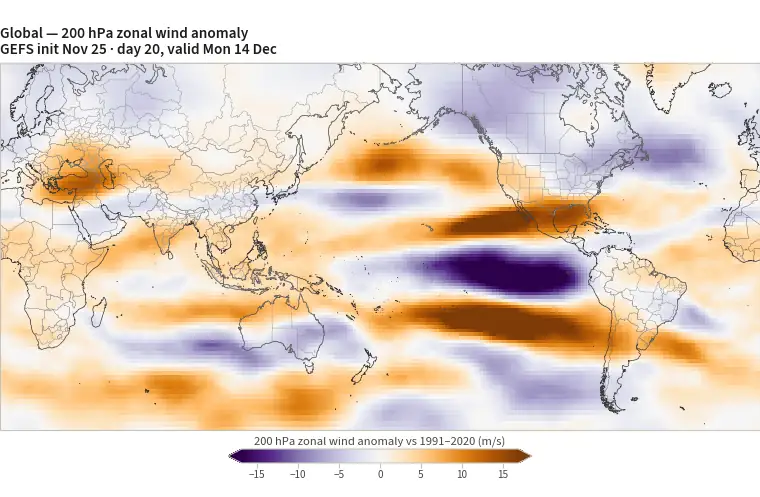 Global — 200 hPa zonal wind anomaly
GEFS init Nov 25 · day 20, valid Mon 14 Dec
200 hPa zonal wind anomaly vs 1991–2020 (m/s)
−15 −10 −5 0 5 10 15